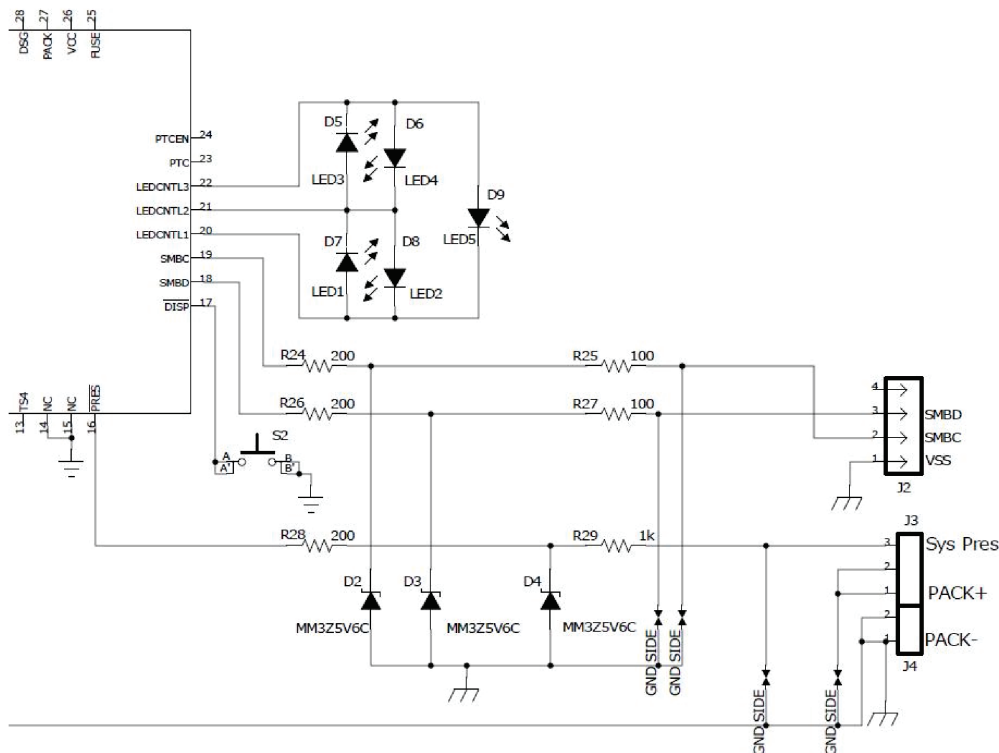 28 27 26 25
DSG PACK VCC FUSE
PTCEN 24
PTC 23
LEDCNTL3 22
LEDCNTL2 21
LEDCNTL1 20
SMBC 19
SMBD 18
DISP 17
D5 D6
LED3 LED4
D9
LED5
D7 D8
LED1 LED2
R24 200 R25 100
R26 200 R27 100
TS4 NC NC PRES
13 14 15 16
S2
A B
A' B'
4
3 SMBD
2 SMBC
1 VSS
J2
R28 200 R29 1k
J3
3 Sys Pres
2
1 PACK+
2
1 PACK-
J4
D2 D3 D4
MM3Z5V6C MM3Z5V6C MM3Z5V6C
GND SIDE GND SIDE
GND SIDE GND SIDE